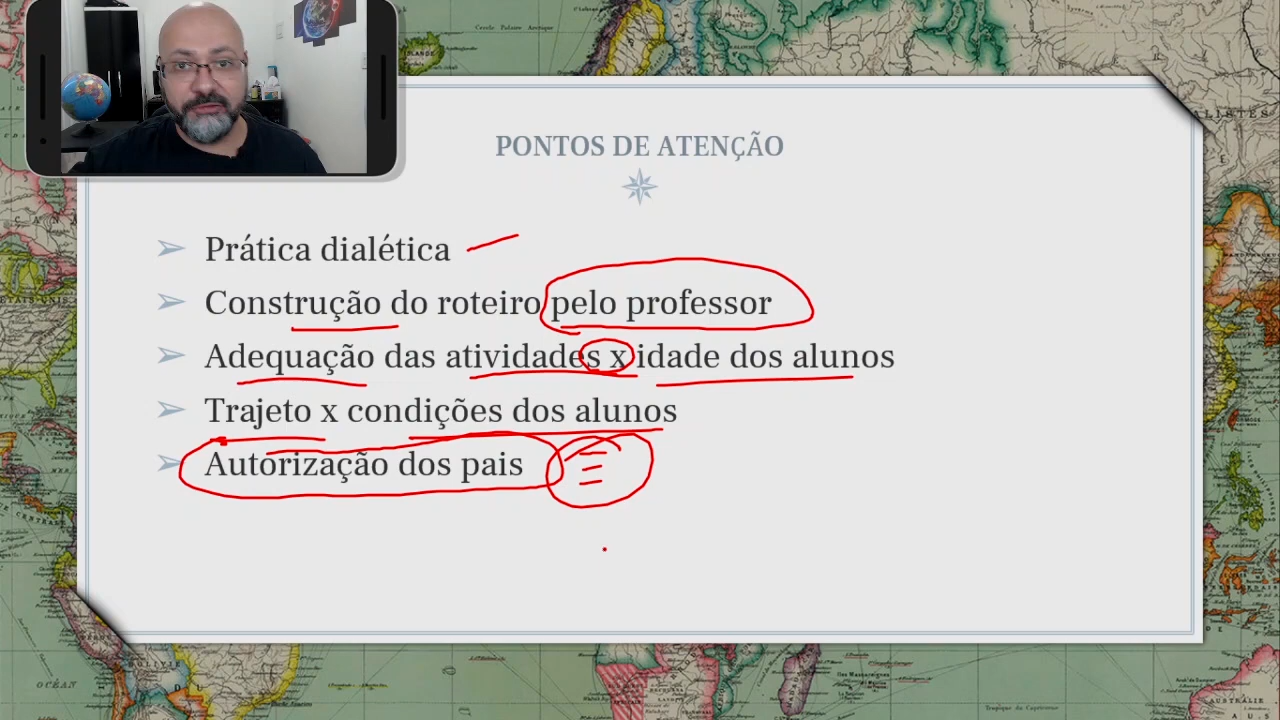 PONTOS DE ATENÇÃO
Prática dialética
Construção do roteiro pelo professor
Adequação das atividades x idade dos alunos
Trajeto x condições dos alunos
Autorização dos pais